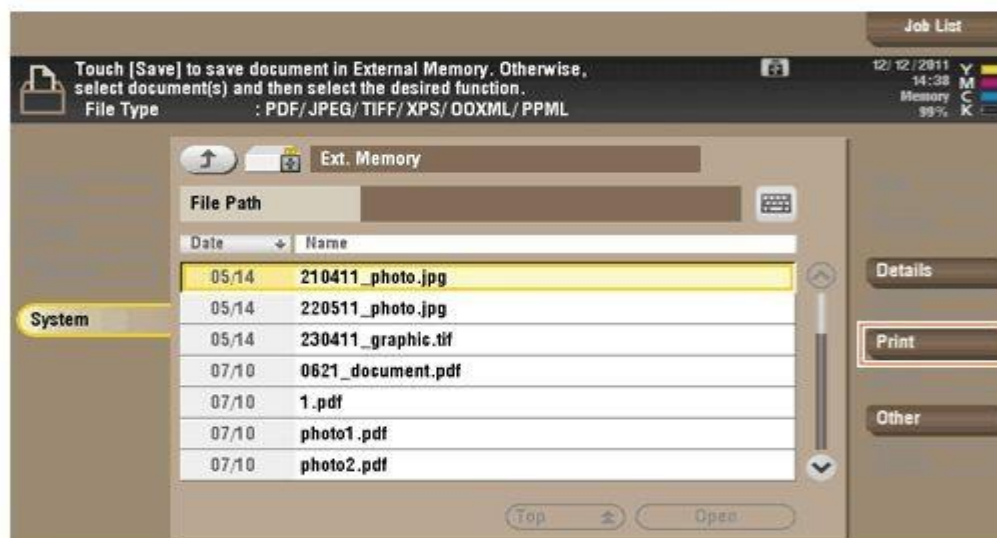 Job List
Touch [Save] to save document in External Memory. Otherwise,
select document(s) and then select the desired function.
File Type : PDF/JPEG/TIFF/XPS/OOXML/PPML
12/12/2011
14:38
Memory
99%
Y
M
C
K
Ext. Memory
File Path
Date Name
05/14 210411_photo.jpg
05/14 220511_photo.jpg
05/14 230411_graphic.tif
07/10 0621_document.pdf
07/10 1.pdf
07/10 photo1.pdf
07/10 photo2.pdf
System
Details
Print
Other
Top Open